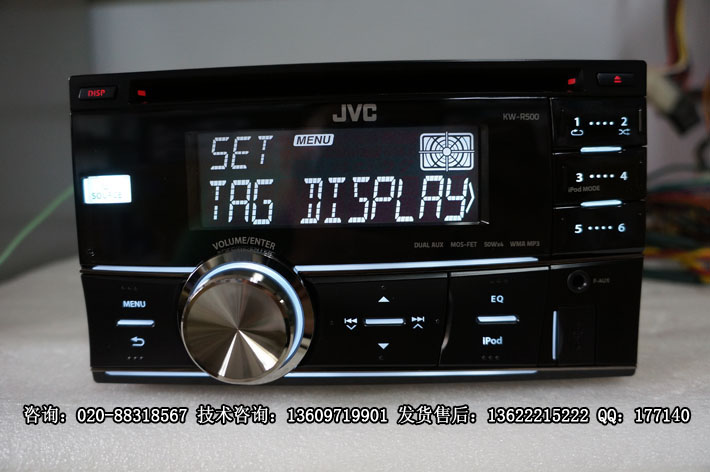 DISP
JVC
KW-R500
SET MENU
TAG DISPLAY
SOURCE
1 •••• 2
3 •••• 4
iPod MODE
5 ••• 6
VOLUME/ENTER
DUAL AUX MOS-FET 50Wx4 WMA MP3
MENU
EQ
iPod
F-AUX
咨询：020-88318567 技术咨询：13609719901 发货售后：13622215222 QQ：177140